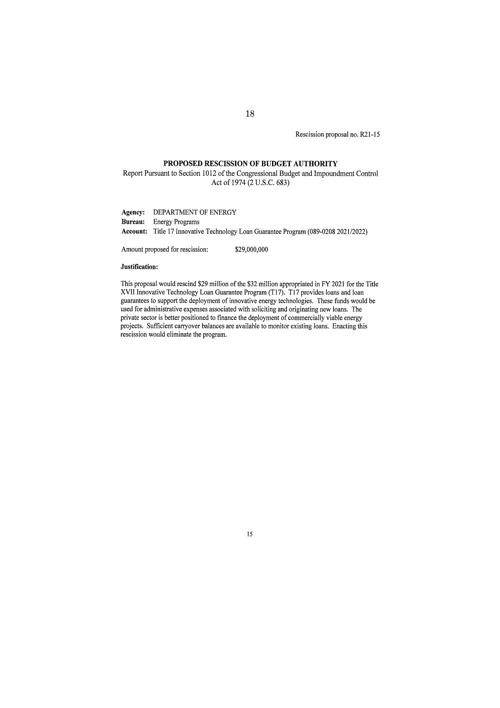 18
Rescission proposal no. R21-15
PROPOSED RESCISSION OF BUDGET AUTHORITY
Report Pursuant to Section 1012 of the Congressional Budget and Impoundment Control
Act of 1974 (2 U.S.C. 683)
Agency: DEPARTMENT OF ENERGY
Bureau: Energy Programs
Account: Title 17 Innovative Technology Loan Guarantee Program (089-0208 2021/2022)
Amount proposed for rescission: $29,000,000
Justification:
This proposal would rescind $29 million of the $32 million appropriated in FY 2021 for the Title
XVII Innovative Technology Loan Guarantee Program (T17). T17 provides loans and loan
guarantees to support the deployment of innovative energy technologies. These funds would be
used for administrative expenses associated with soliciting and originating new loans. The
private sector is better positioned to finance the deployment of commercially viable energy
projects. Sufficient carryover balances are available to monitor existing loans. Enacting this
rescission would eliminate the program.
15